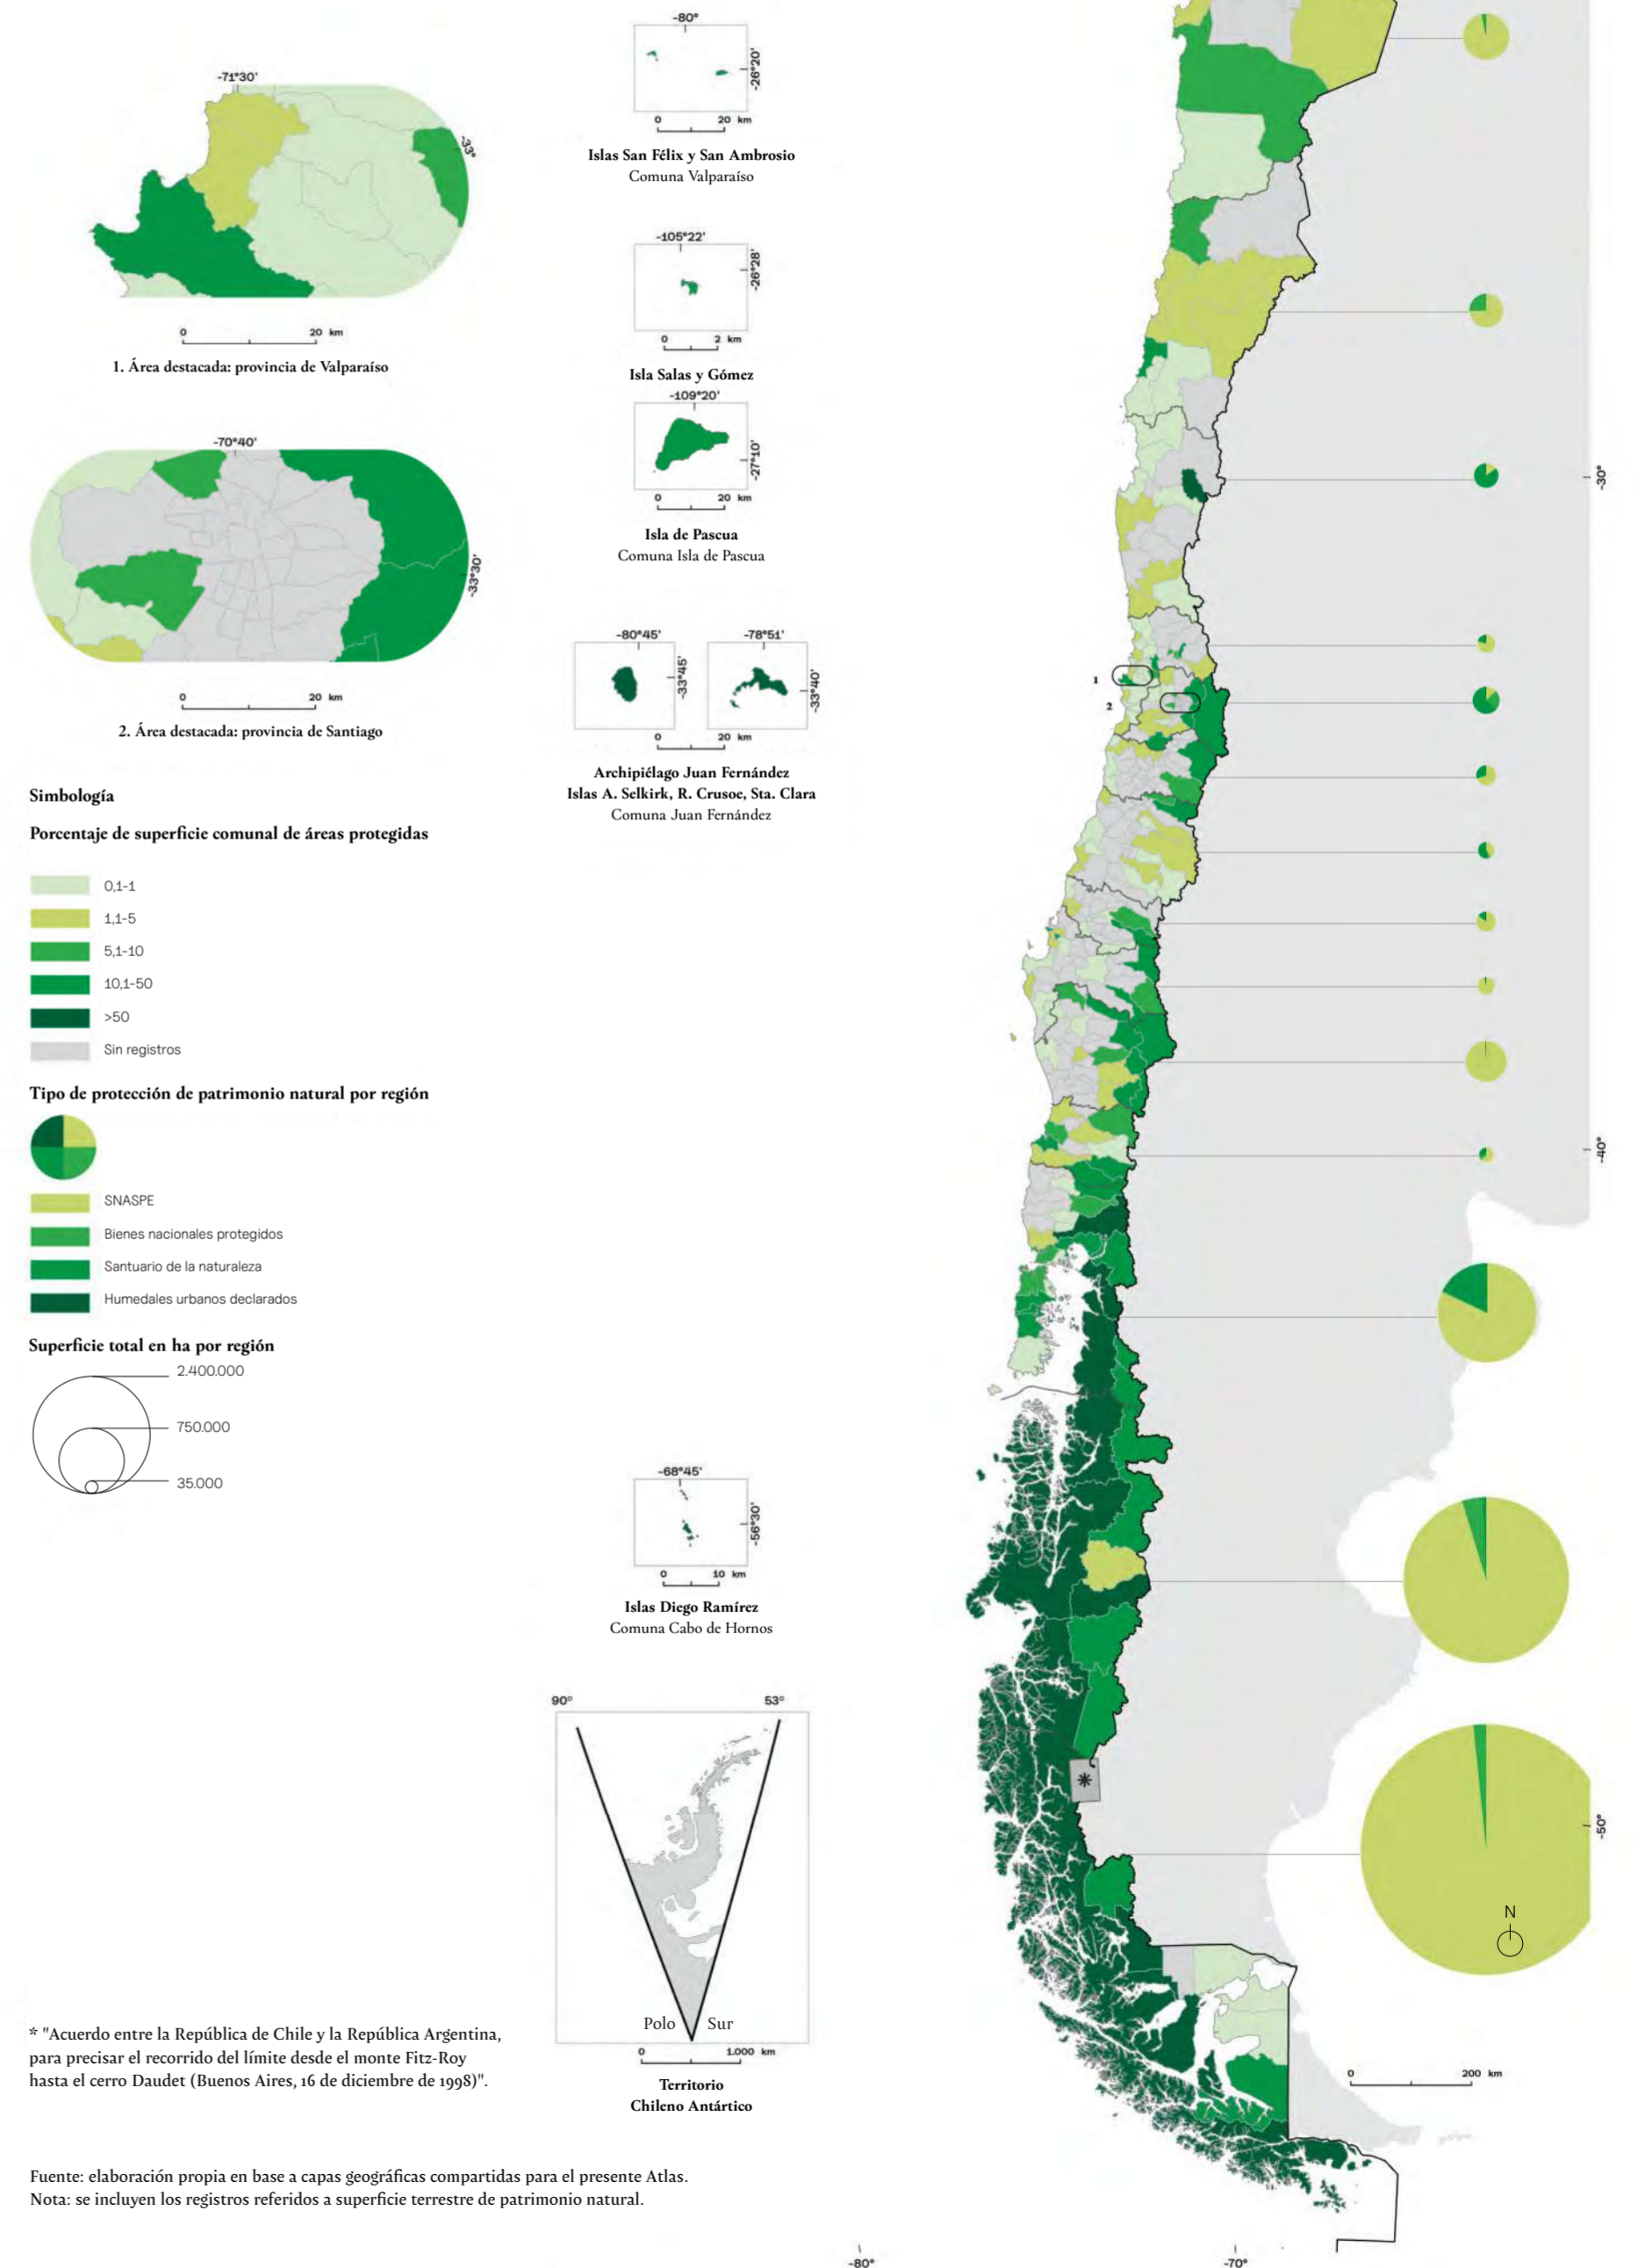 -71°30'
-33°
0 20 km
1. Área destacada: provincia de Valparaíso
-70°40'
-33°30'
0 20 km
2. Área destacada: provincia de Santiago
Simbología
Porcentaje de superficie comunal de áreas protegidas
0,1-1
1,1-5
5,1-10
10,1-50
>50
Sin registros
Tipo de protección de patrimonio natural por región
SNASPE
Bienes nacionales protegidos
Santuario de la naturaleza
Humedales urbanos declarados
Superficie total en ha por región
2.400.000
750.000
35.000
* "Acuerdo entre la República de Chile y la República Argentina,
para precisar el recorrido del límite desde el monte Fitz-Roy
hasta el cerro Daudet (Buenos Aires, 16 de diciembre de 1998)".
Fuente: elaboración propia en base a capas geográficas compartidas para el presente Atlas.
Nota: se incluyen los registros referidos a superficie terrestre de patrimonio natural.
-80°
-26°20'
0 20 km
Islas San Félix y San Ambrosio
Comuna Valparaíso
-105°22'
-26°28'
0 2 km
Isla Salas y Gómez
-109°20'
-27°10'
0 20 km
Isla de Pascua
Comuna Isla de Pascua
-80°45'
-33°45'
-78°51'
-33°40'
0 20 km
Archipiélago Juan Fernández
Islas A. Selkirk, R. Crusoe, Sta. Clara
Comuna Juan Fernández
-68°45'
-56°30'
0 10 km
Islas Diego Ramírez
Comuna Cabo de Hornos
90°
53°
Polo Sur
0 1.000 km
Territorio
Chileno Antártico
1
2
*
-30°
-40°
-50°
N
0 200 km
-80°
-70°